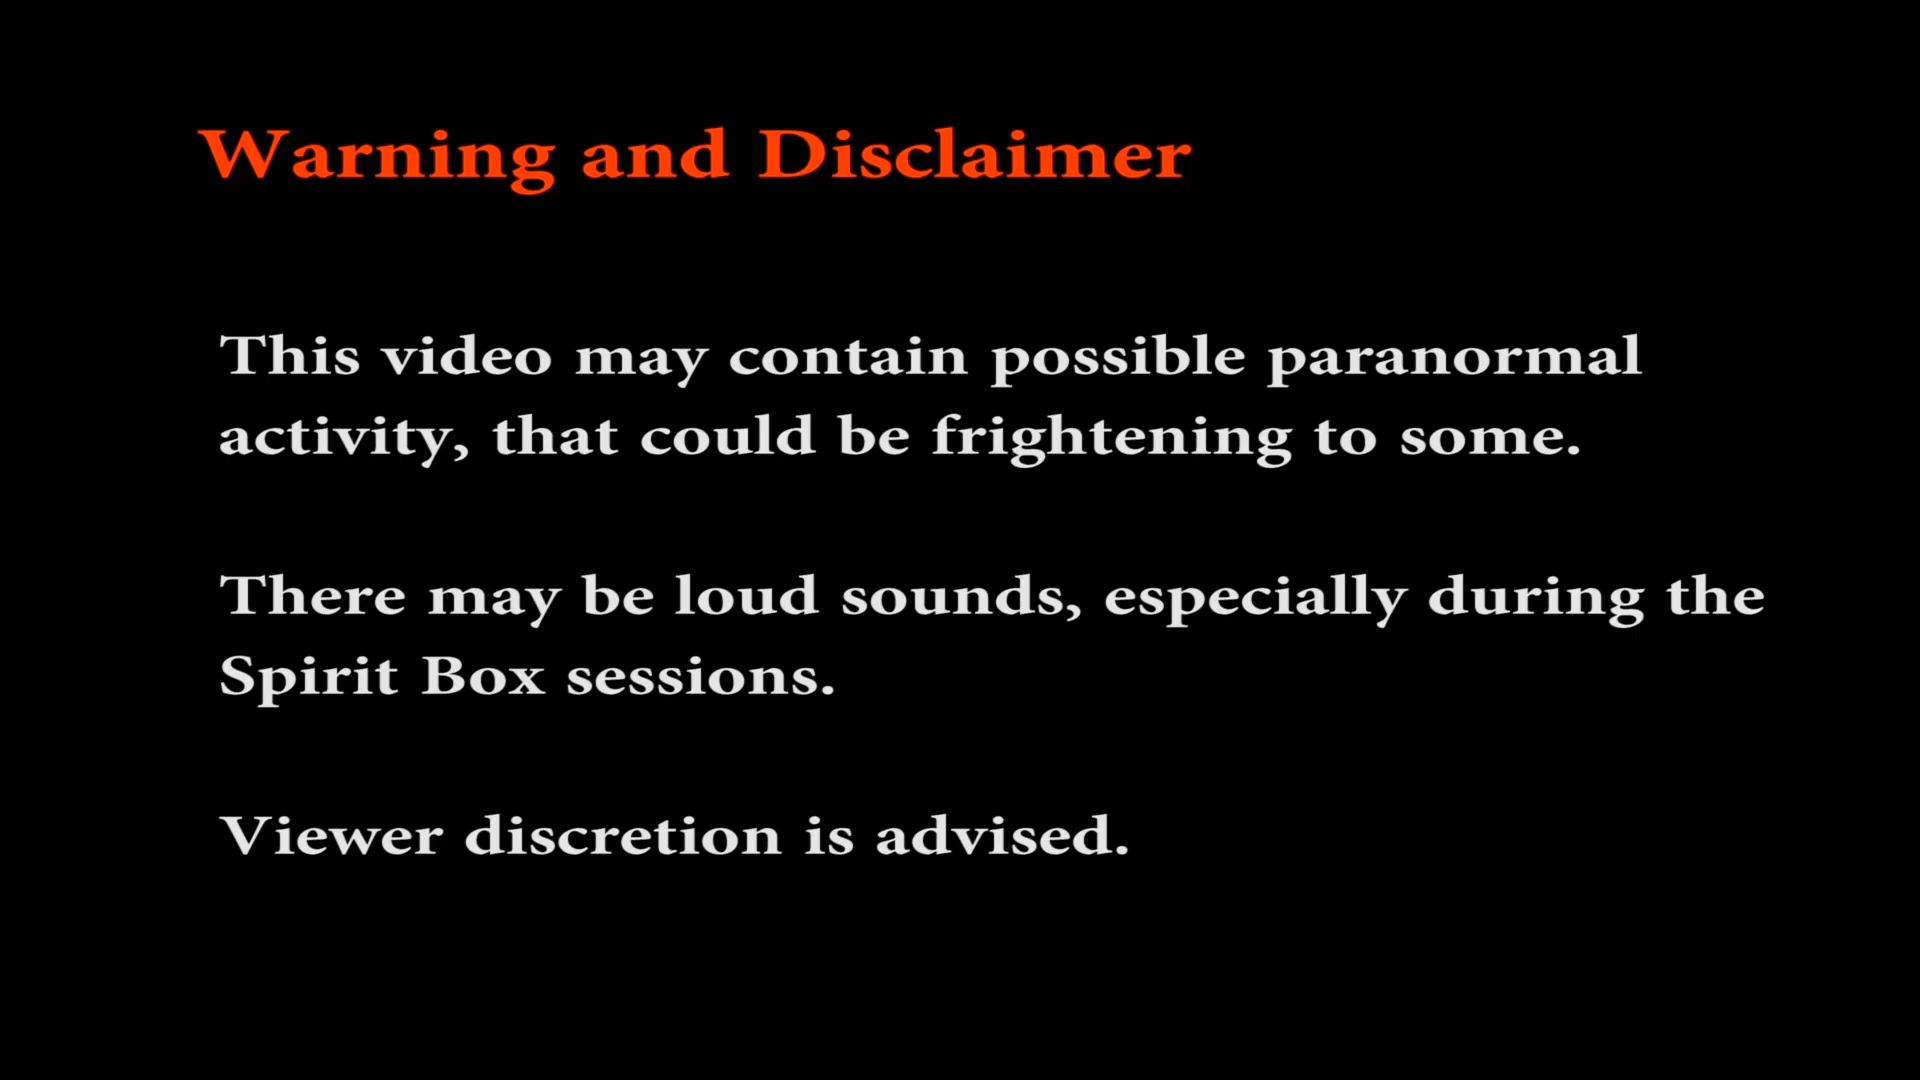 Warning and Disclaimer
This video may contain possible paranormal
activity, that could be frightening to some.
There may be loud sounds, especially during the
Spirit Box sessions.
Viewer discretion is advised.